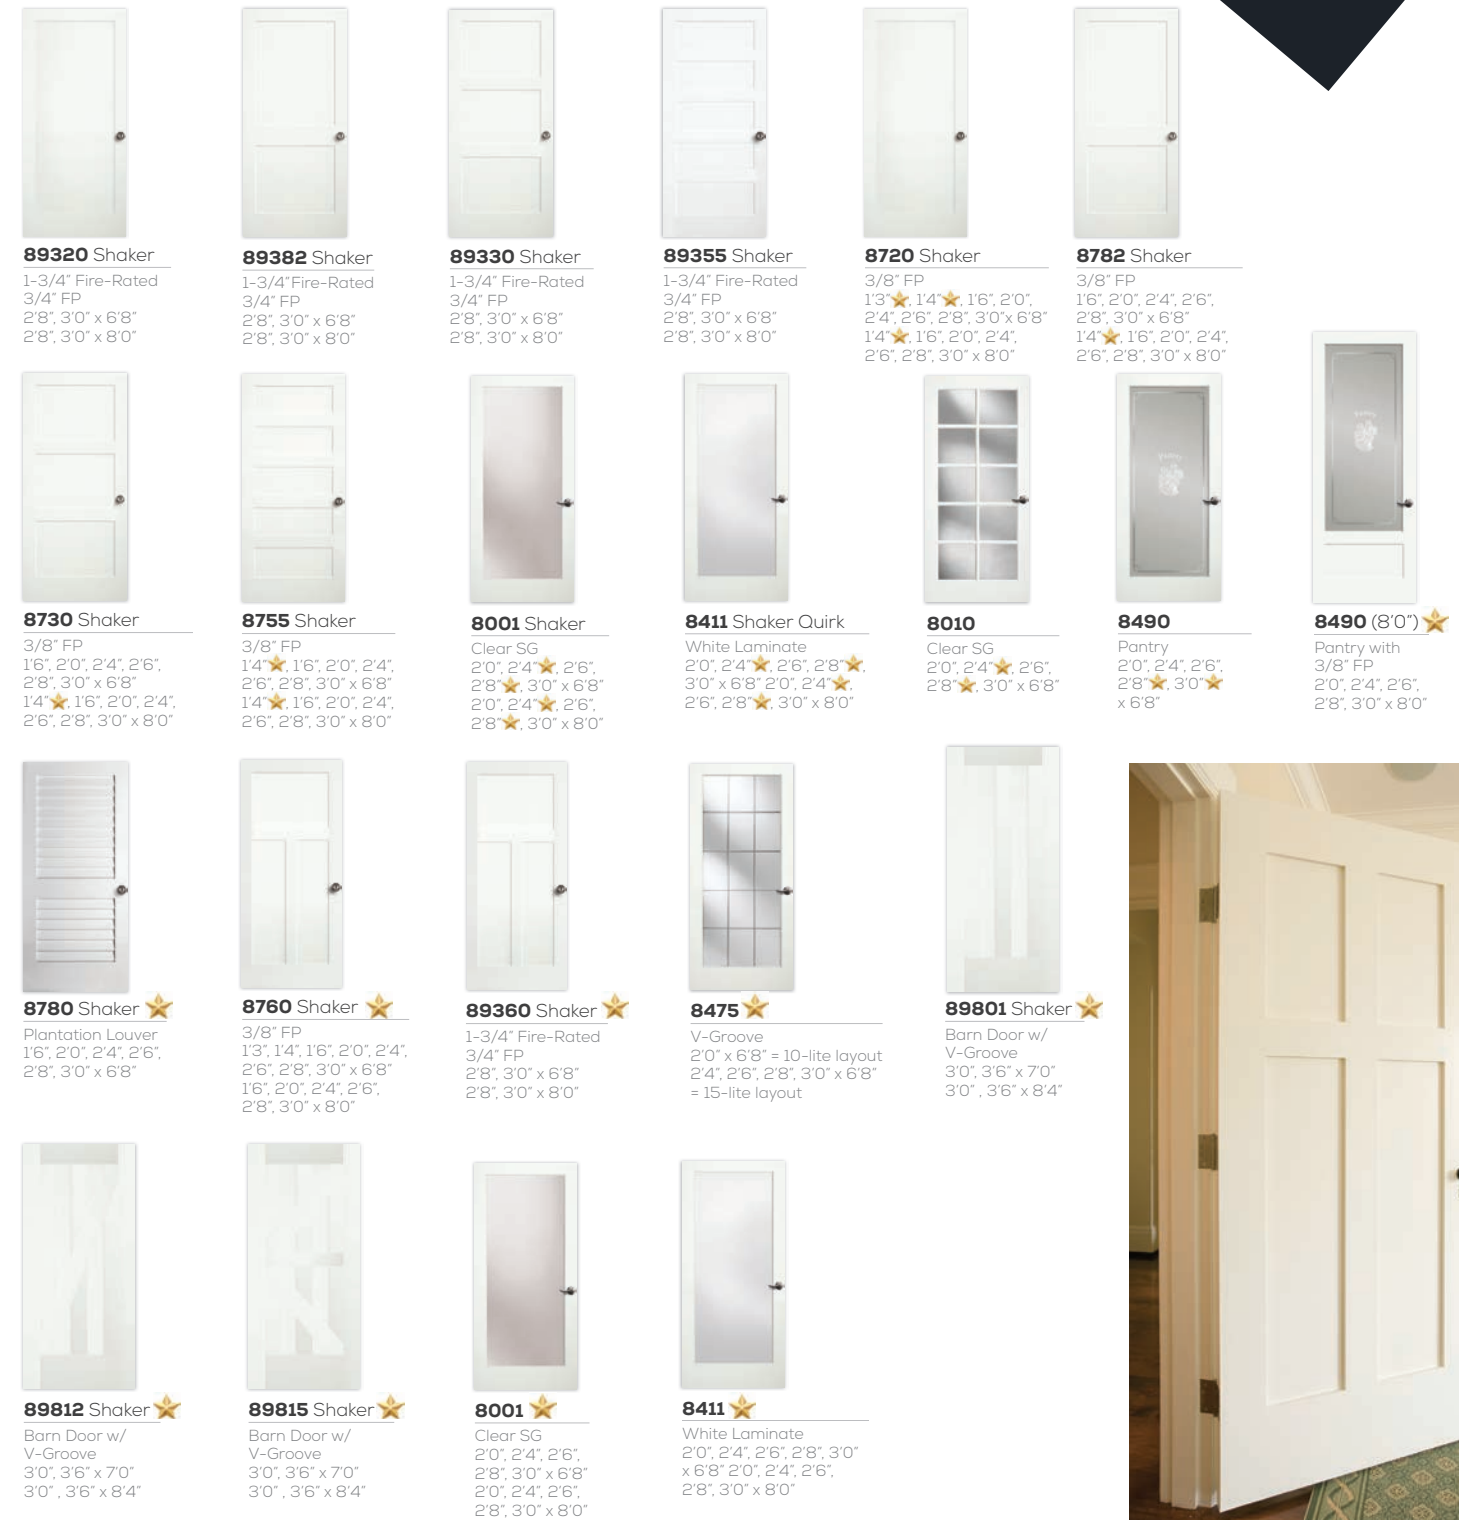 89320 Shaker
1-3/4" Fire-Rated
3/4" FP
2'8", 3'0" x 6'8"
2'8", 3'0" x 8'0"
89382 Shaker
1-3/4"Fire-Rated
3/4" FP
2'8", 3'0" x 6'8"
2'8", 3'0" x 8'0"
89330 Shaker
1-3/4" Fire-Rated
3/4" FP
2'8", 3'0" x 6'8"
2'8", 3'0" x 8'0"
89355 Shaker
1-3/4" Fire-Rated
3/4" FP
2'8", 3'0" x 6'8"
2'8", 3'0" x 8'0"
8720 Shaker
3/8" FP
1'3", 1'4", 1'6", 2'0",
2'4", 2'6", 2'8", 3'0"x 6'8"
1'4", 1'6", 2'0", 2'4",
2'6", 2'8", 3'0" x 8'0"
8782 Shaker
3/8" FP
1'6", 2'0", 2'4", 2'6",
2'8", 3'0" x 6'8"
1'4", 1'6", 2'0", 2'4",
2'6", 2'8", 3'0" x 8'0"
8730 Shaker
3/8" FP
1'6", 2'0", 2'4", 2'6",
2'8", 3'0" x 6'8"
1'4", 1'6", 2'0", 2'4",
2'6", 2'8", 3'0" x 8'0"
8755 Shaker
3/8" FP
1'4", 1'6", 2'0", 2'4",
2'6", 2'8", 3'0" x 6'8"
1'4", 1'6", 2'0", 2'4",
2'6", 2'8", 3'0" x 8'0"
8001 Shaker
Clear SG
2'0", 2'4", 2'6",
2'8", 3'0" x 6'8"
2'0", 2'4", 2'6",
2'8", 3'0" x 8'0"
8411 Shaker Quirk
White Laminate
2'0", 2'4", 2'6", 2'8",
3'0" x 6'8" 2'0", 2'4",
2'6", 2'8", 3'0" x 8'0"
8010
Clear SG
2'0", 2'4", 2'6",
2'8", 3'0" x 6'8"
Pantry
8490
Pantry
2'0", 2'4", 2'6",
2'8", 3'0"
x 6'8"
Pantry
8490 (8'0")
Pantry with
3/8" FP
2'0", 2'4", 2'6",
2'8", 3'0" x 8'0"
8780 Shaker
Plantation Louver
1'6", 2'0", 2'4", 2'6",
2'8", 3'0" x 6'8"
8760 Shaker
3/8" FP
1'3", 1'4", 1'6", 2'0", 2'4",
2'6", 2'8", 3'0" x 6'8"
1'6", 2'0", 2'4", 2'6",
2'8", 3'0" x 8'0"
89360 Shaker
1-3/4" Fire-Rated
3/4" FP
2'8", 3'0" x 6'8"
2'8", 3'0" x 8'0"
8475
V-Groove
2'0" x 6'8" = 10-lite layout
2'4", 2'6", 2'8", 3'0" x 6'8"
= 15-lite layout
89801 Shaker
Barn Door w/
V-Groove
3'0", 3'6" x 7'0"
3'0" , 3'6" x 8'4"
89812 Shaker
Barn Door w/
V-Groove
3'0", 3'6" x 7'0"
3'0" , 3'6" x 8'4"
89815 Shaker
Barn Door w/
V-Groove
3'0", 3'6" x 7'0"
3'0" , 3'6" x 8'4"
8001
Clear SG
2'0", 2'4", 2'6",
2'8", 3'0" x 6'8"
2'0", 2'4", 2'6",
2'8", 3'0" x 8'0"
8411
White Laminate
2'0", 2'4", 2'6", 2'8", 3'0"
x 6'8" 2'0", 2'4", 2'6",
2'8", 3'0" x 8'0"